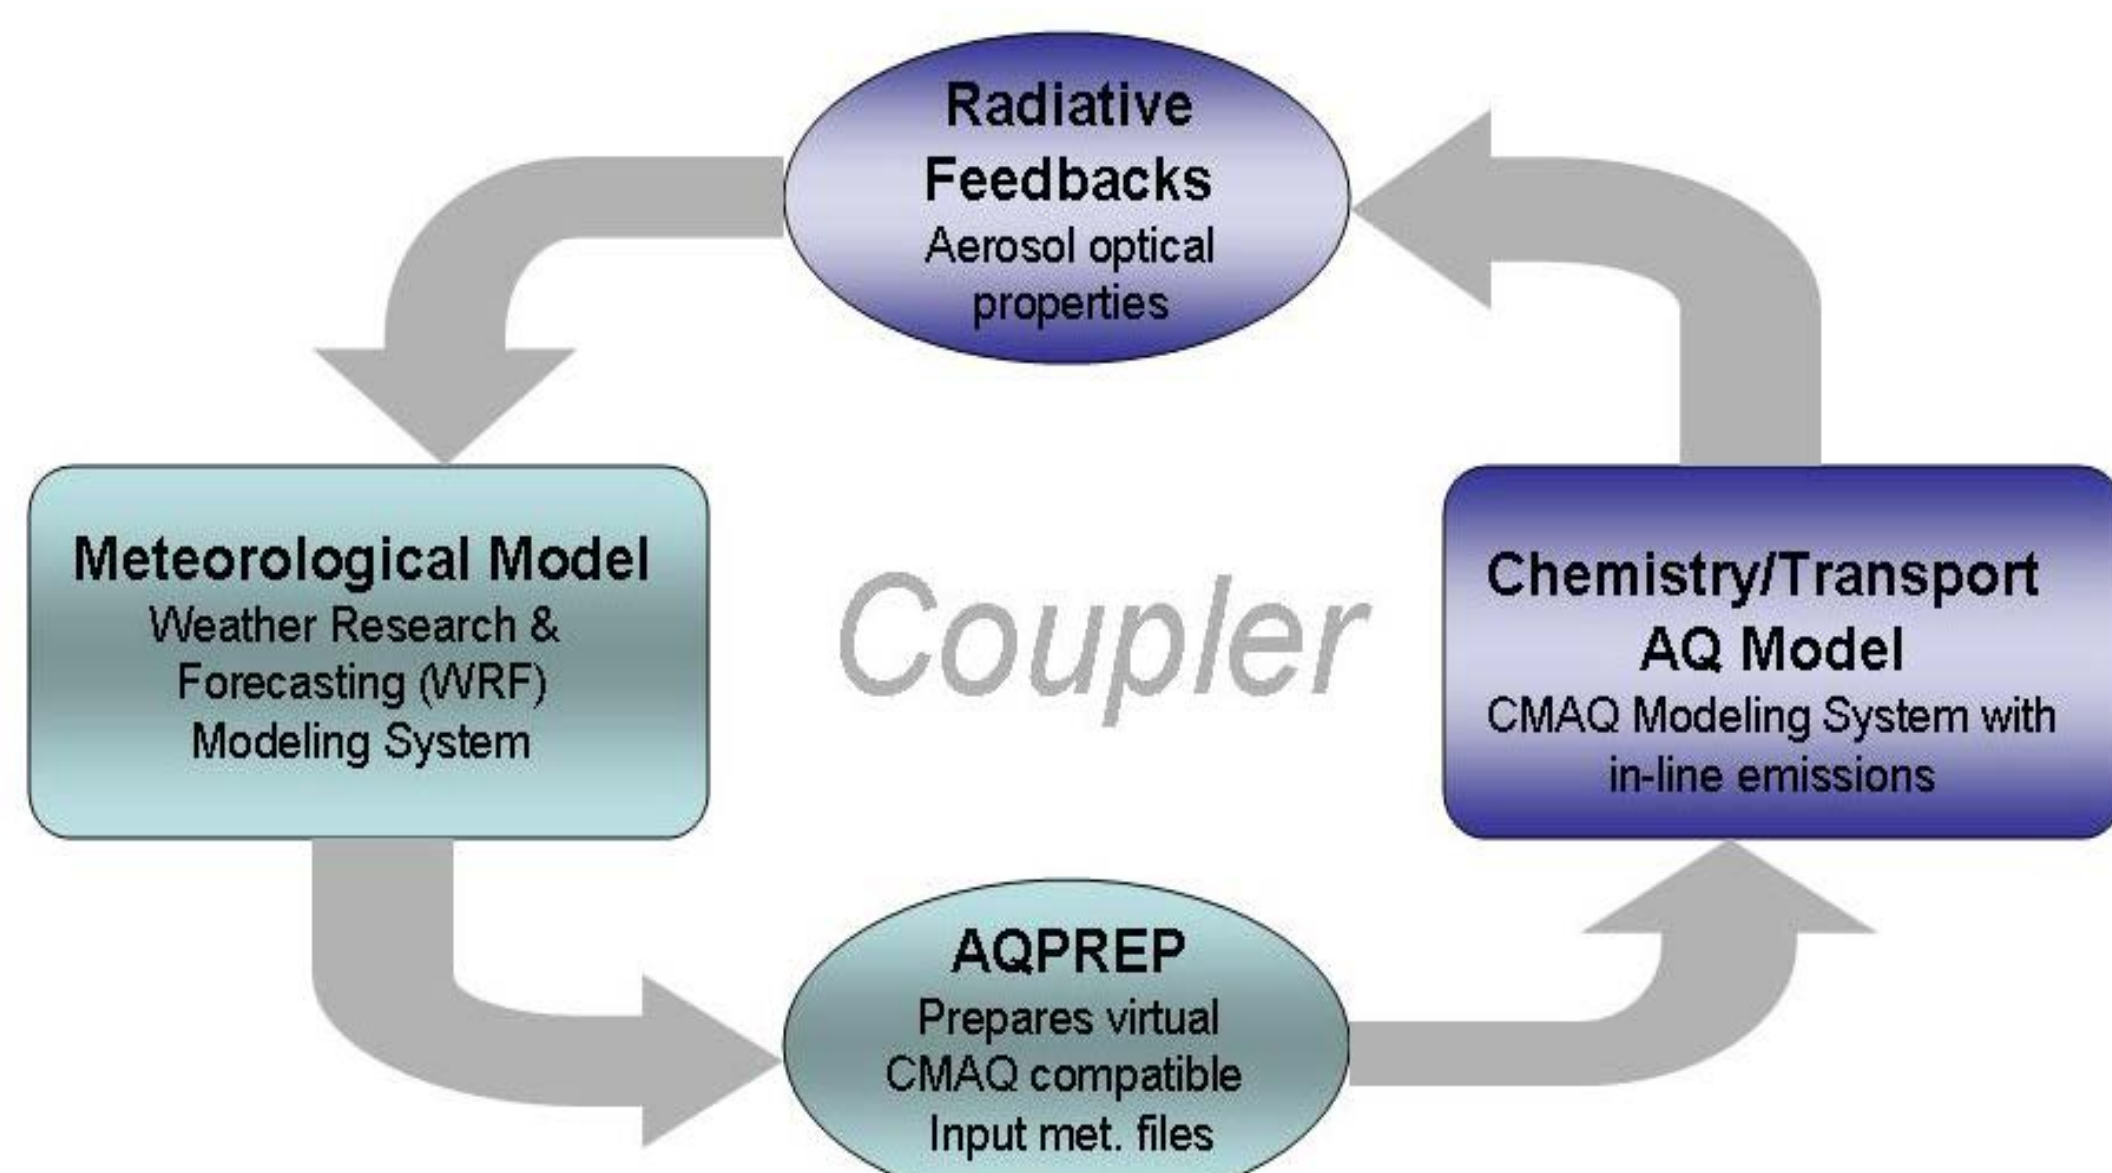 Radiative
Feedbacks
Aerosol optical
properties
Meteorological Model
Weather Research &
Forecasting (WRF)
Modeling System
Coupler
Chemistry/Transport
AQ Model
CMAQ Modeling System with
in-line emissions
AQPREP
Prepares virtual
CMAQ compatible
Input met. files